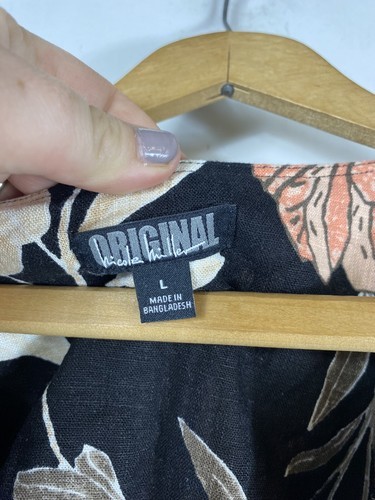 ORIGINAL
nicole miller
L
MADE IN
BANGLADESH